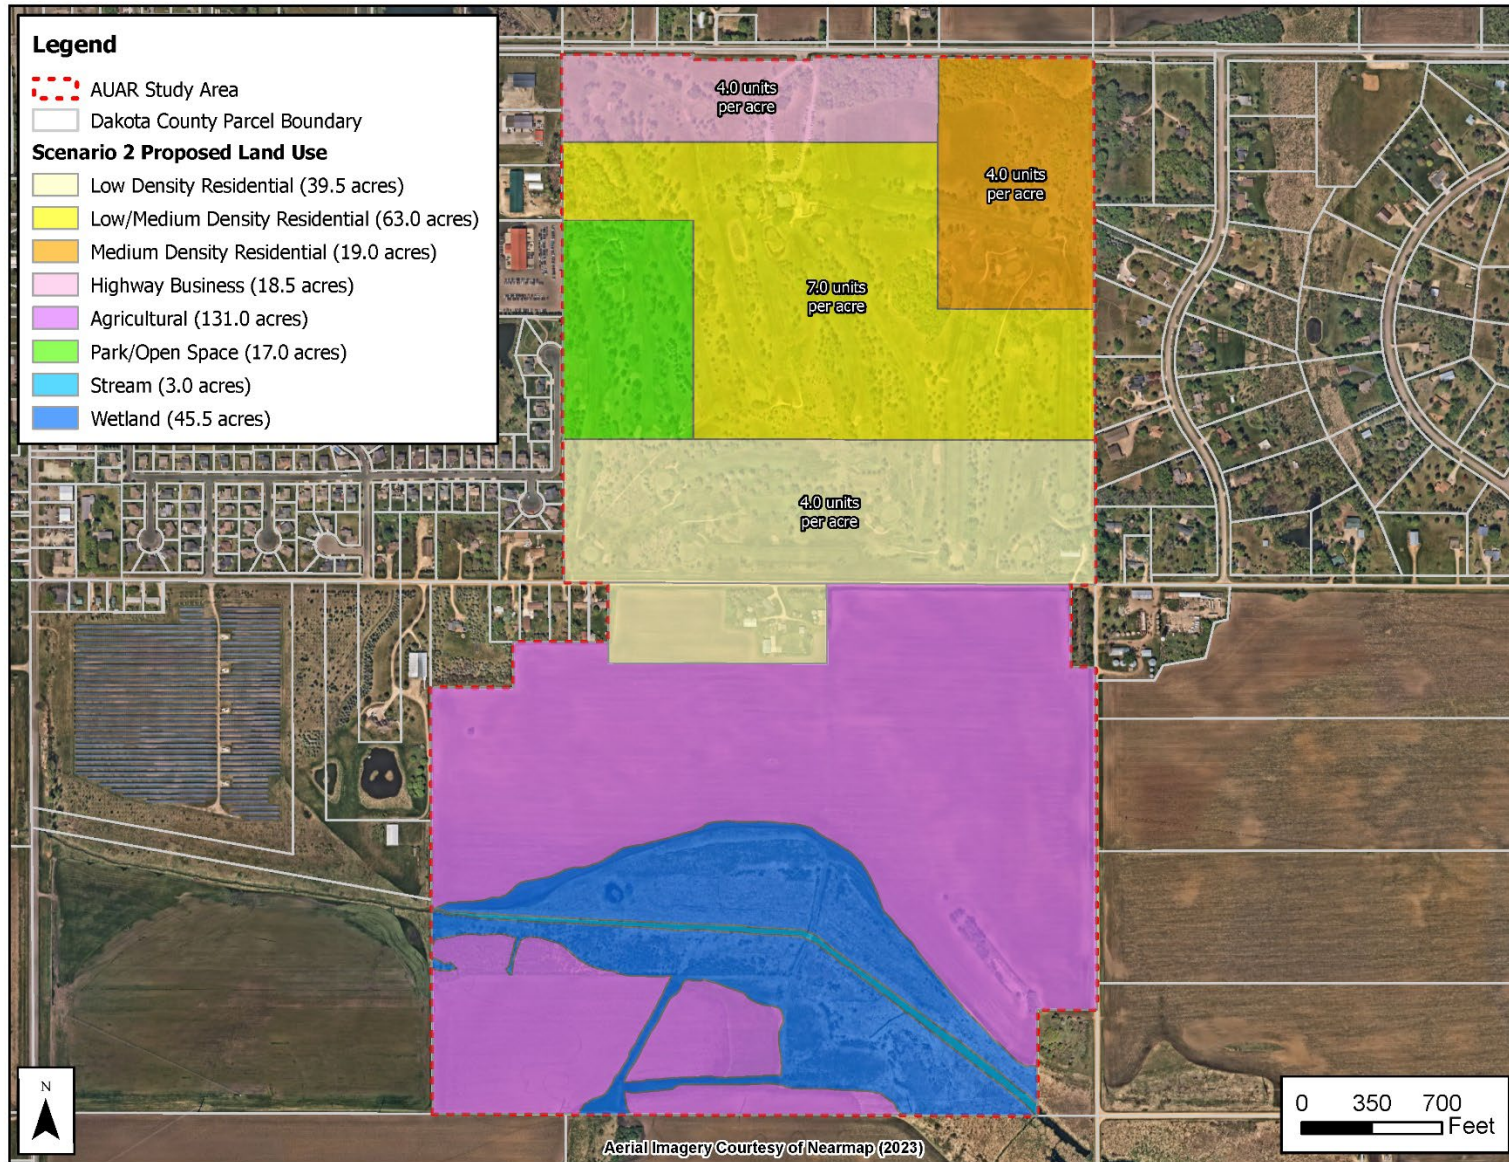 Legend
AUAR Study Area
Dakota County Parcel Boundary
Scenario 2 Proposed Land Use
Low Density Residential (39.5 acres)
Low/Medium Density Residential (63.0 acres)
Medium Density Residential (19.0 acres)
Highway Business (18.5 acres)
Agricultural (131.0 acres)
Park/Open Space (17.0 acres)
Stream (3.0 acres)
Wetland (45.5 acres)
4.0 units
per acre
4.0 units
per acre
7.0 units
per acre
4.0 units
per acre
N
0 350 700
Feet
Aerial Imagery Courtesy of Nearmap (2023)